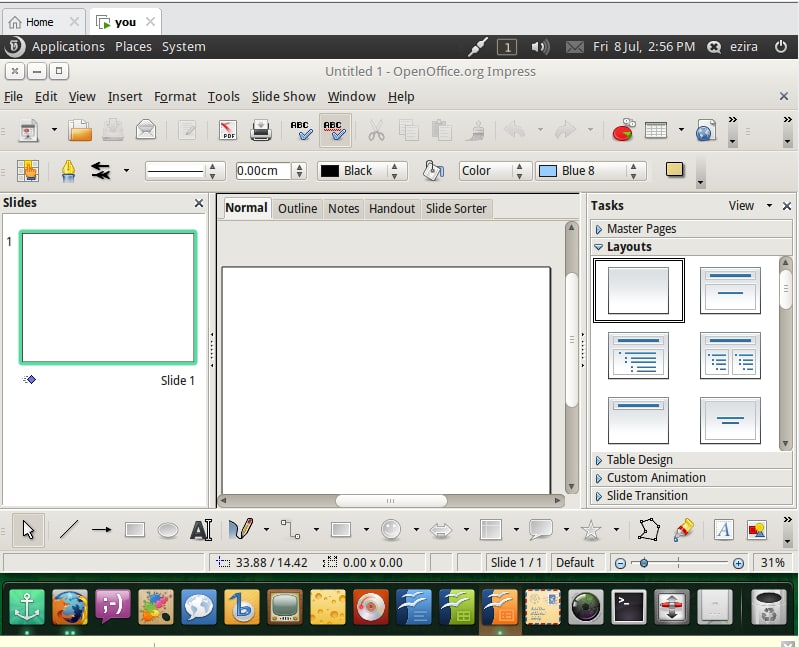 Home
you
Applications Places System
1
Fri 8 Jul, 2:56 PM
ezira
Untitled 1 - OpenOffice.org Impress
File Edit View Insert Format Tools Slide Show Window Help
PDF
ABC
ABC
0.00cm
Black
Color
Blue 8
Slides
Normal Outline Notes Handout Slide Sorter
Tasks
View
1
Slide 1
Master Pages
Layouts
Table Design
Custom Animation
Slide Transition
33.88 / 14.42
0.00 x 0.00
Slide 1 / 1
Default
31%